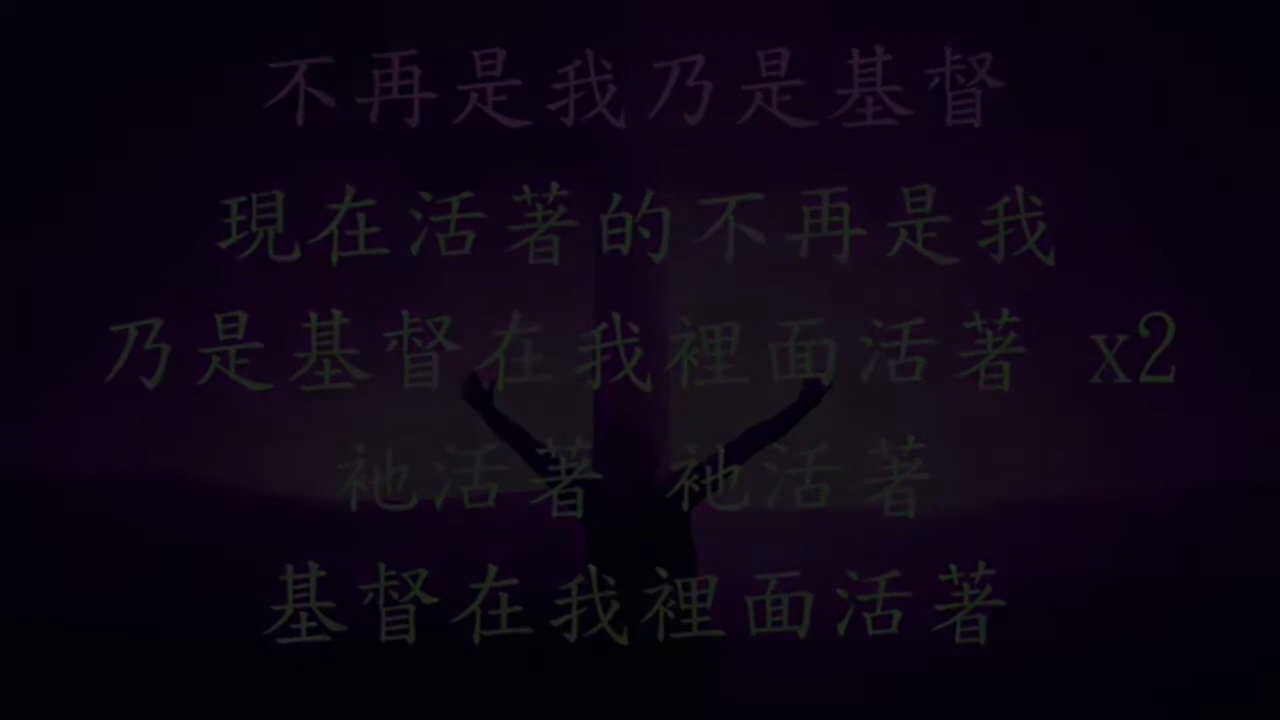 不再是我乃是基督
現在活著的不再是我
乃是基督在我裡面活著 x2
祂活著 祂活著
基督在我裡面活著